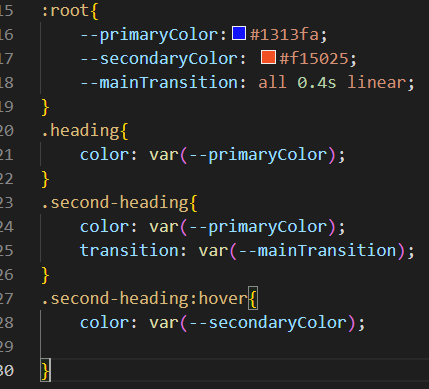 15 :root{
16 --primaryColor: #1313fa;
17 --secondaryColor: #f15025;
18 --mainTransition: all 0.4s linear;
19 }
20 .heading{
21 color: var(--primaryColor);
22 }
23 .second-heading{
24 color: var(--primaryColor);
25 transition: var(--mainTransition);
26 }
27 .second-heading:hover{
28 color: var(--secondaryColor);
29
30 }